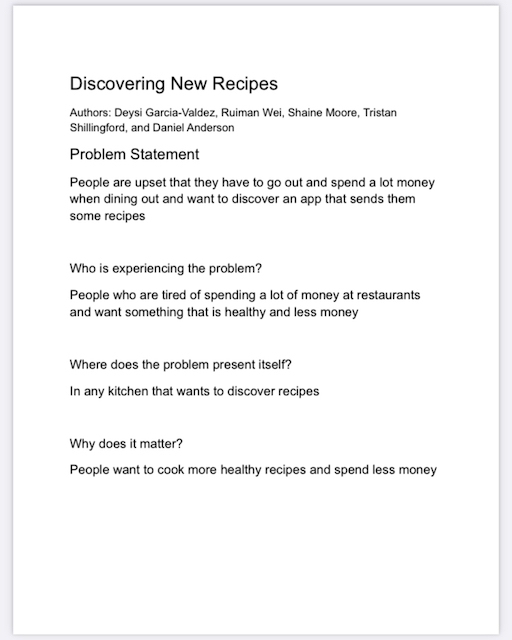 Discovering New Recipes
Authors: Deysi Garcia-Valdez, Ruiman Wei, Shaine Moore, Tristan
Shillingford, and Daniel Anderson
Problem Statement
People are upset that they have to go out and spend a lot money
when dining out and want to discover an app that sends them
some recipes
Who is experiencing the problem?
People who are tired of spending a lot of money at restaurants
and want something that is healthy and less money
Where does the problem present itself?
In any kitchen that wants to discover recipes
Why does it matter?
People want to cook more healthy recipes and spend less money